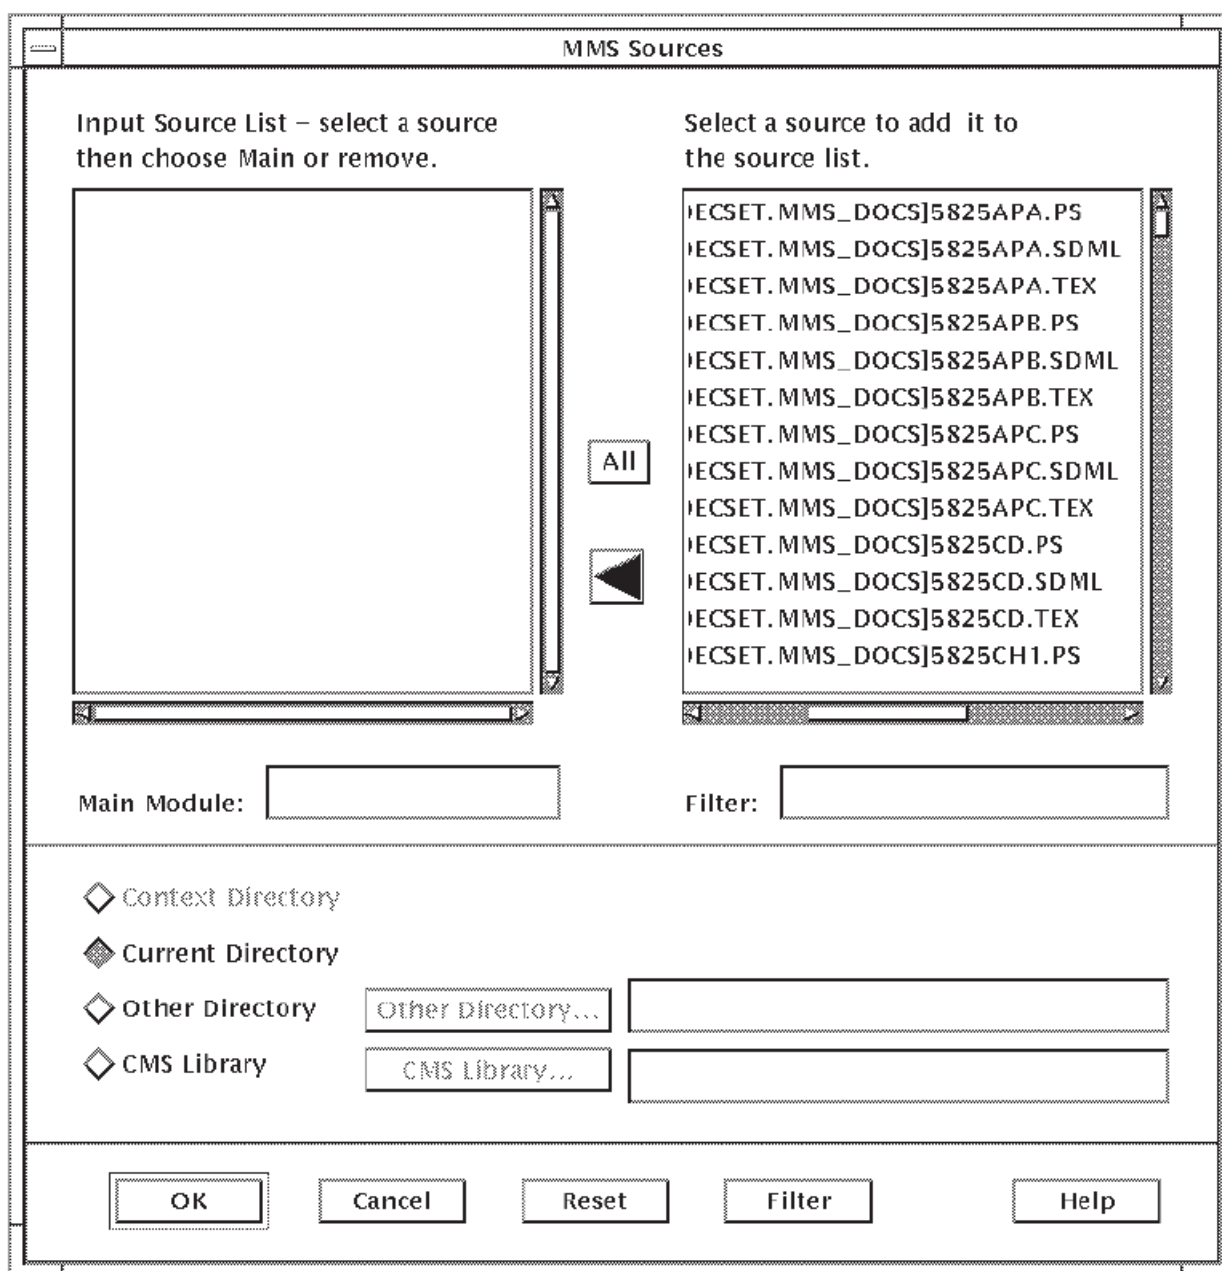 MMS Sources
Input Source List – select a source
then choose Main or remove.
Select a source to add it to
the source list.
ECSET.MMS_DOCS]5825APA.PS
ECSET.MMS_DOCS]5825APA.SDML
ECSET.MMS_DOCS]5825APA.TEX
ECSET.MMS_DOCS]5825APB.PS
ECSET.MMS_DOCS]5825APB.SDML
ECSET.MMS_DOCS]5825APB.TEX
ECSET.MMS_DOCS]5825APC.PS
ECSET.MMS_DOCS]5825APC.SDML
ECSET.MMS_DOCS]5825APC.TEX
ECSET.MMS_DOCS]5825CD.PS
ECSET.MMS_DOCS]5825CD.SDML
ECSET.MMS_DOCS]5825CD.TEX
ECSET.MMS_DOCS]5825CH1.PS
All
Main Module:
Filter:
Context Directory
Current Directory
Other Directory
Other Directory...
CMS Library
CMS Library...
OK
Cancel
Reset
Filter
Help